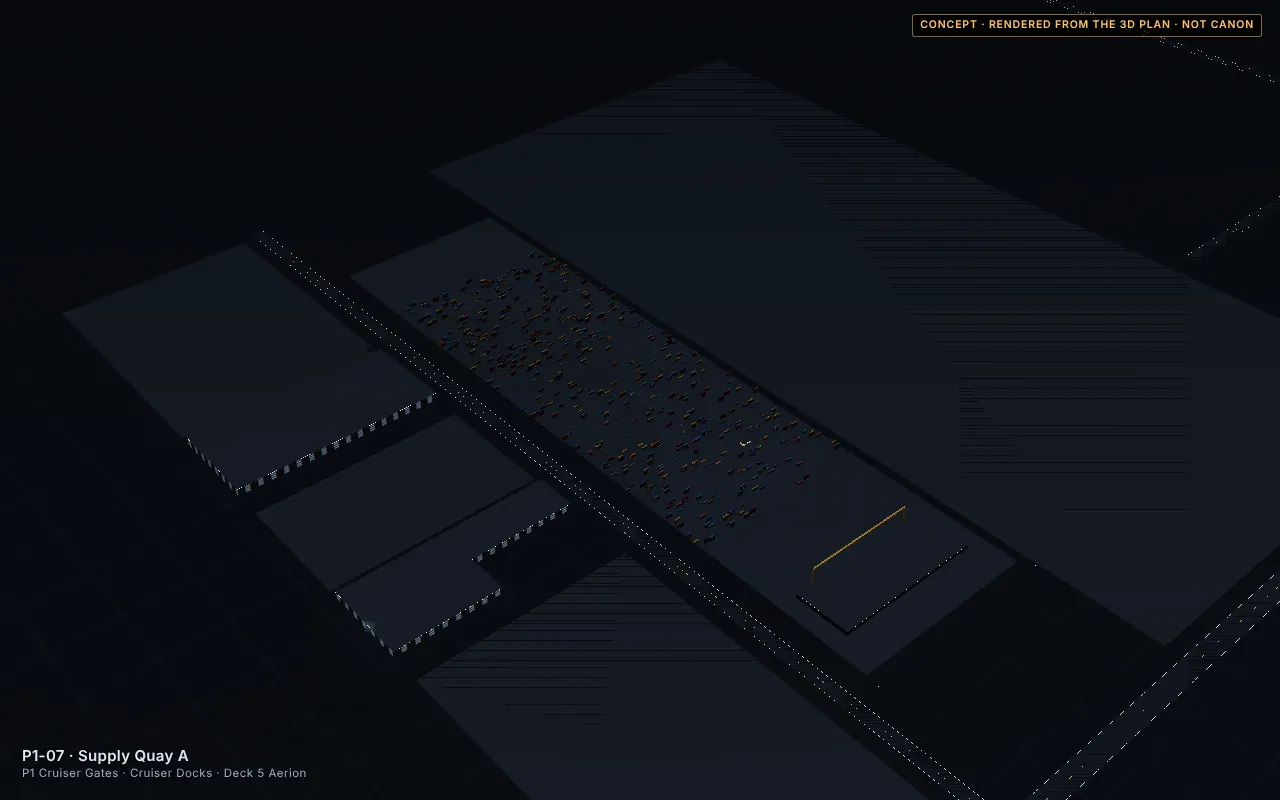 CONCEPT · RENDERED FROM THE 3D PLAN · NOT CANON
P1-07 · Supply Quay A
P1 Cruiser Gates · Cruiser Docks · Deck 5 Aerion